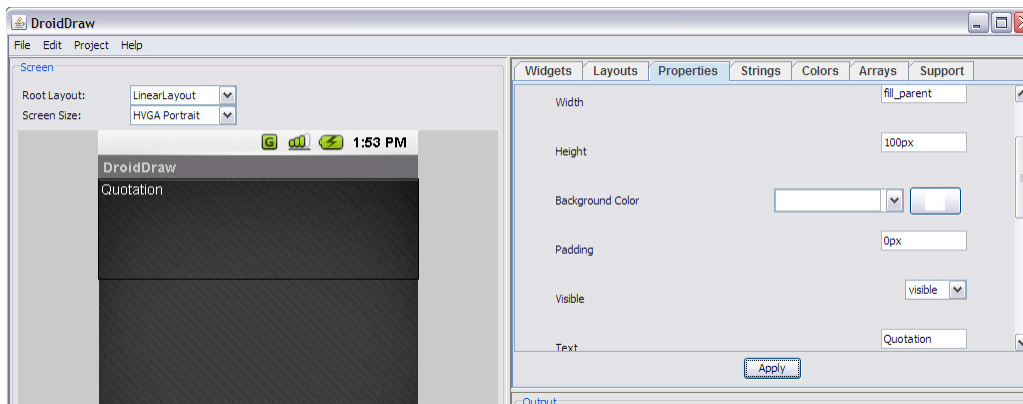 DroidDraw
File Edit Project Help
Screen
Root Layout: LinearLayout
Screen Size: HVGA Portrait
G 1:53 PM
DroidDraw
Quotation
Widgets Layouts Properties Strings Colors Arrays Support
Width fill_parent
Height 100px
Background Color
Padding 0px
Visible visible
Text Quotation
Apply
Output